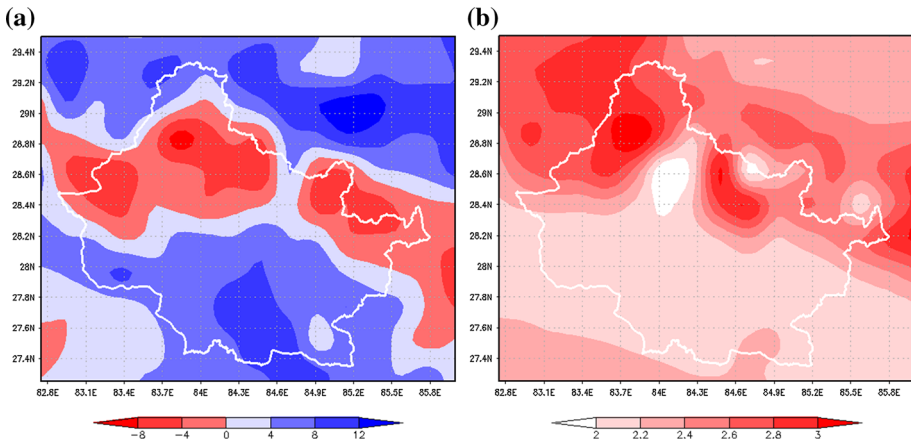 (a)
29.4N
29.2N
29N
28.8N
28.6N
28.4N
28.2N
28N
27.8N
27.6N
27.4N
82.8E 83.1E 83.4E 83.7E 84E 84.3E 84.6E 84.9E 85.2E 85.5E 85.8E
−8 −4 0 4 8 12
(b)
29.4N
29.2N
29N
28.8N
28.6N
28.4N
28.2N
28N
27.8N
27.6N
27.4N
82.8E 83.1E 83.4E 83.7E 84E 84.3E 84.6E 84.9E 85.2E 85.5E 85.8E
2 2.2 2.4 2.6 2.8 3